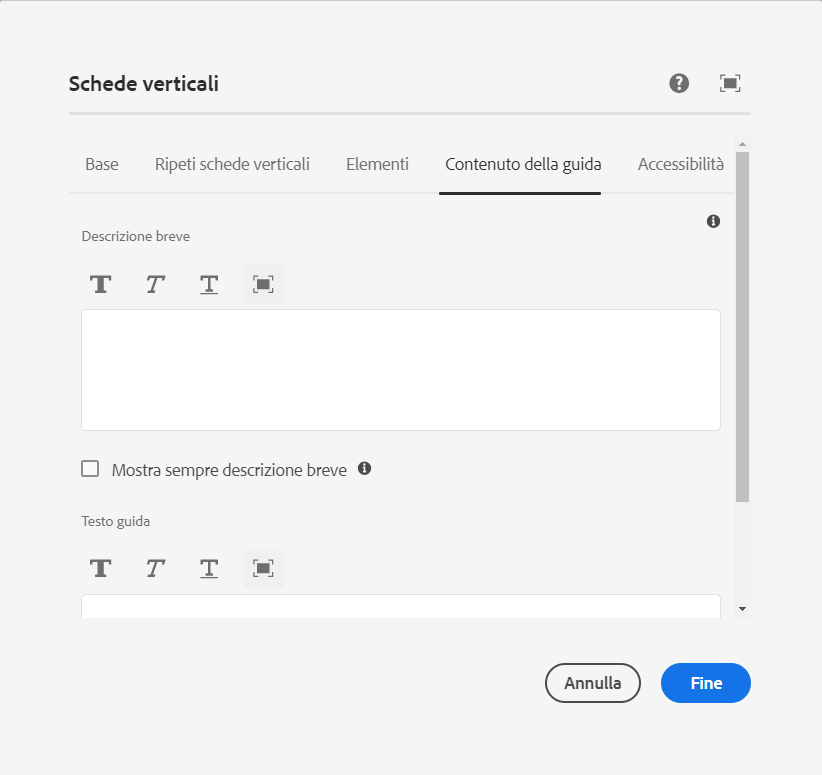 Schede verticali
Base Ripeti schede verticali Elementi Contenuto della guida Accessibilità
Descrizione breve
T T T
Mostra sempre descrizione breve
Testo guida
T T T
Annulla Fine